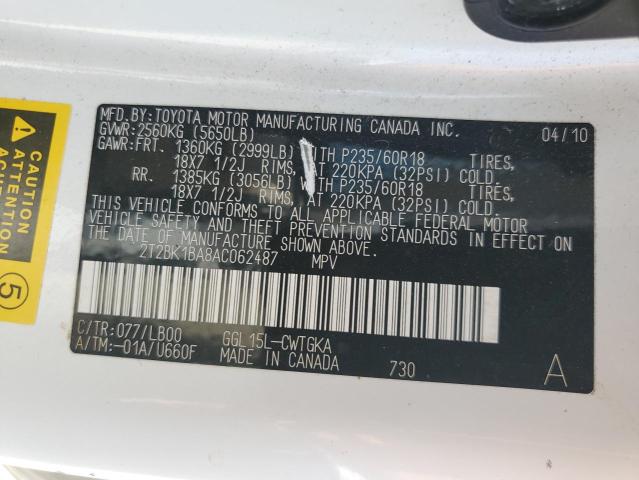 MFD.BY:TOYOTA MOTOR MANUFACTURING CANADA INC. 04/10
GVWR:2560KG (5650LB)
GAWR:FRT. 1360KG (2999LB) WITH P235/60R18 TIRES,
18X7 1/2J RIMS, AT 220KPA (32PSI) COLD.
RR. 1385KG (3056LB) WITH P235/60R18 TIRES,
18X7 1/2J RIMS, AT 220KPA (32PSI) COLD.
THIS VEHICLE CONFORMS TO ALL APPLICABLE FEDERAL MOTOR
VEHICLE SAFETY AND THEFT PREVENTION STANDARDS IN EFFECT ON
THE DATE OF MANUFACTURE SHOWN ABOVE.
2T2BK1BA8AC062487 MPV
C/TR:077/LB00 GGL15L-CWTGKA
A/TM:-01A/U660F MADE IN CANADA 730 A
5